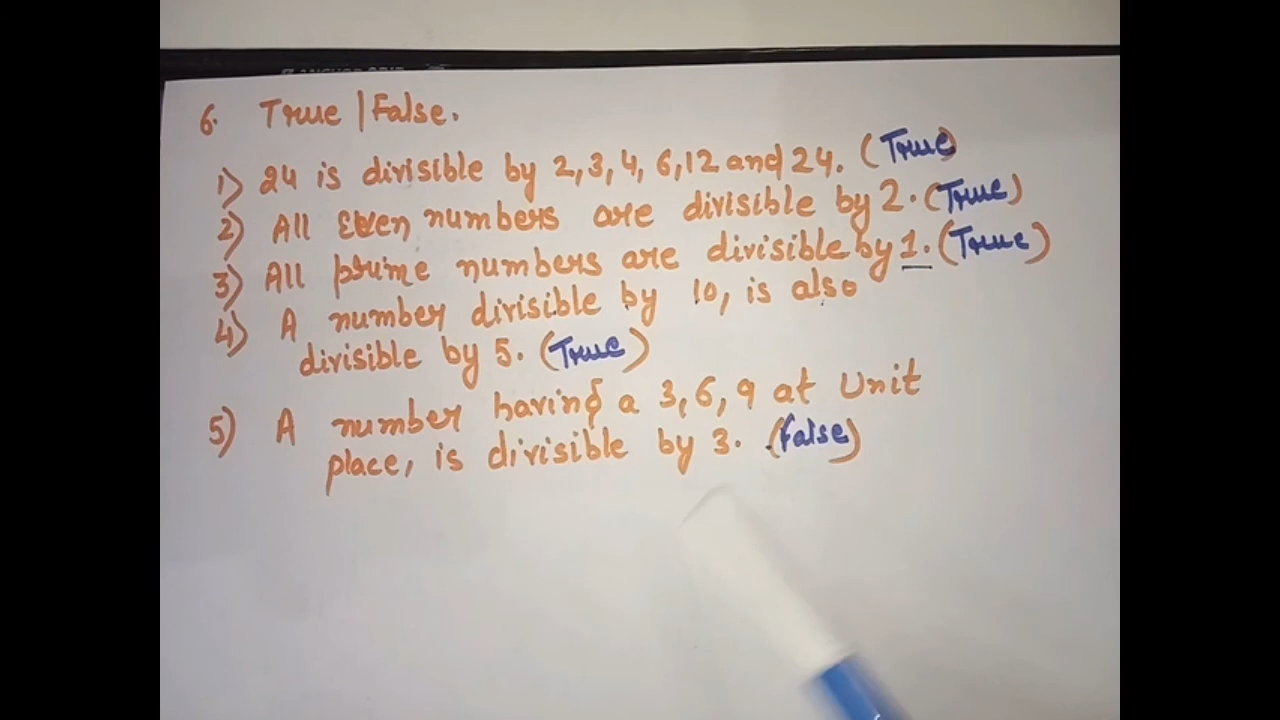 6. True | False.
1) 24 is divisible by 2, 3, 4, 6, 12 and 24. (True)
2) All Even numbers are divisible by 2. (True)
3) All prime numbers are divisible by 1. (True)
4) A number divisible by 10, is also
divisible by 5. (True)
5) A number having a 3, 6, 9 at Unit
place, is divisible by 3. (False)